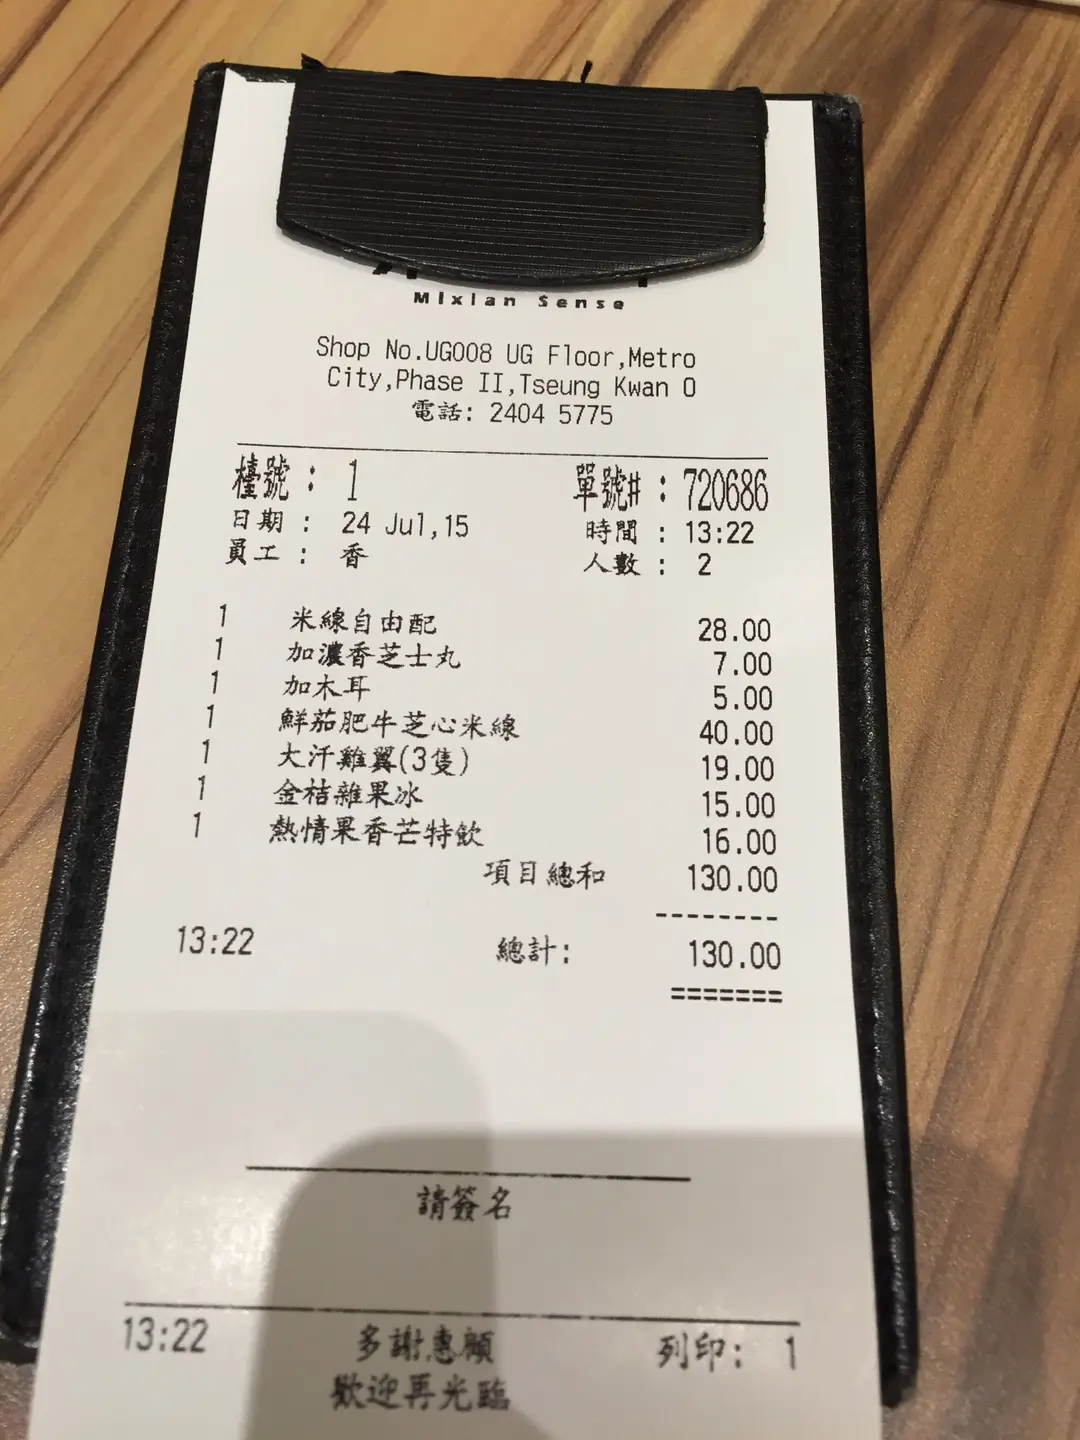 Mixian Sense
Shop No.UG008 UG Floor,Metro
City,Phase II,Tseung Kwan O
電話: 2404 5775
檯號 : 1 單號# : 720686
日期 : 24 Jul,15 時間 : 13:22
員工 : 香 人數 : 2
1 米線自由配 28.00
1 加濃香芝士丸 7.00
1 加木耳 5.00
1 鮮茄肥牛芝心米線 40.00
1 大汗雞翼(3隻) 19.00
1 金桔雜果冰 15.00
1 熱情果香芒特飲 16.00
項目總和 130.00
--------
13:22 總計: 130.00
=======
請簽名
13:22 多謝惠顧 列印: 1
歡迎再光臨